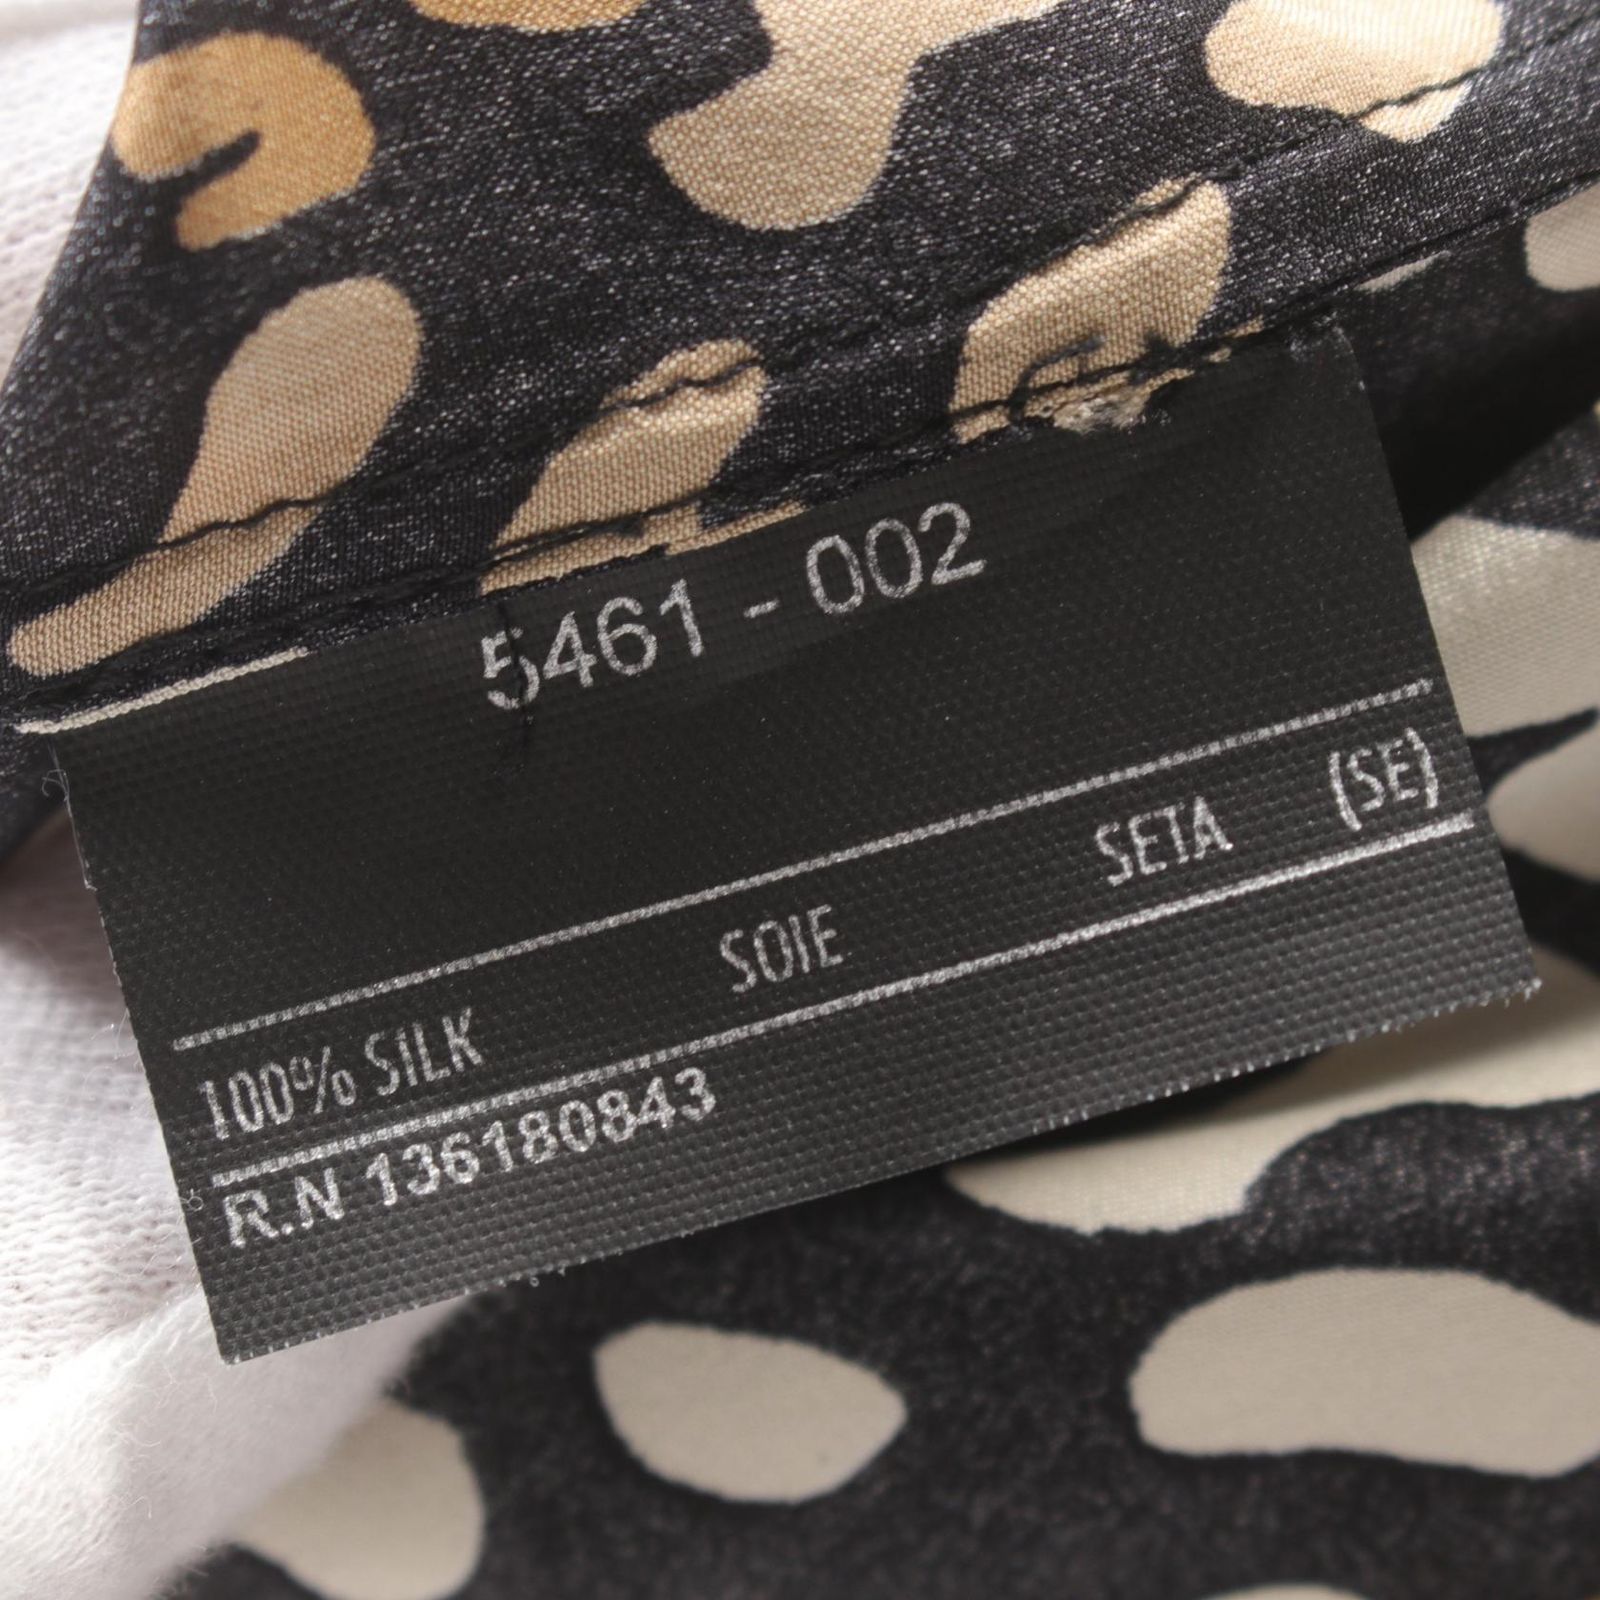 5461 - 002
100% SILK SOIE SETA (SE)
R.N 136180843